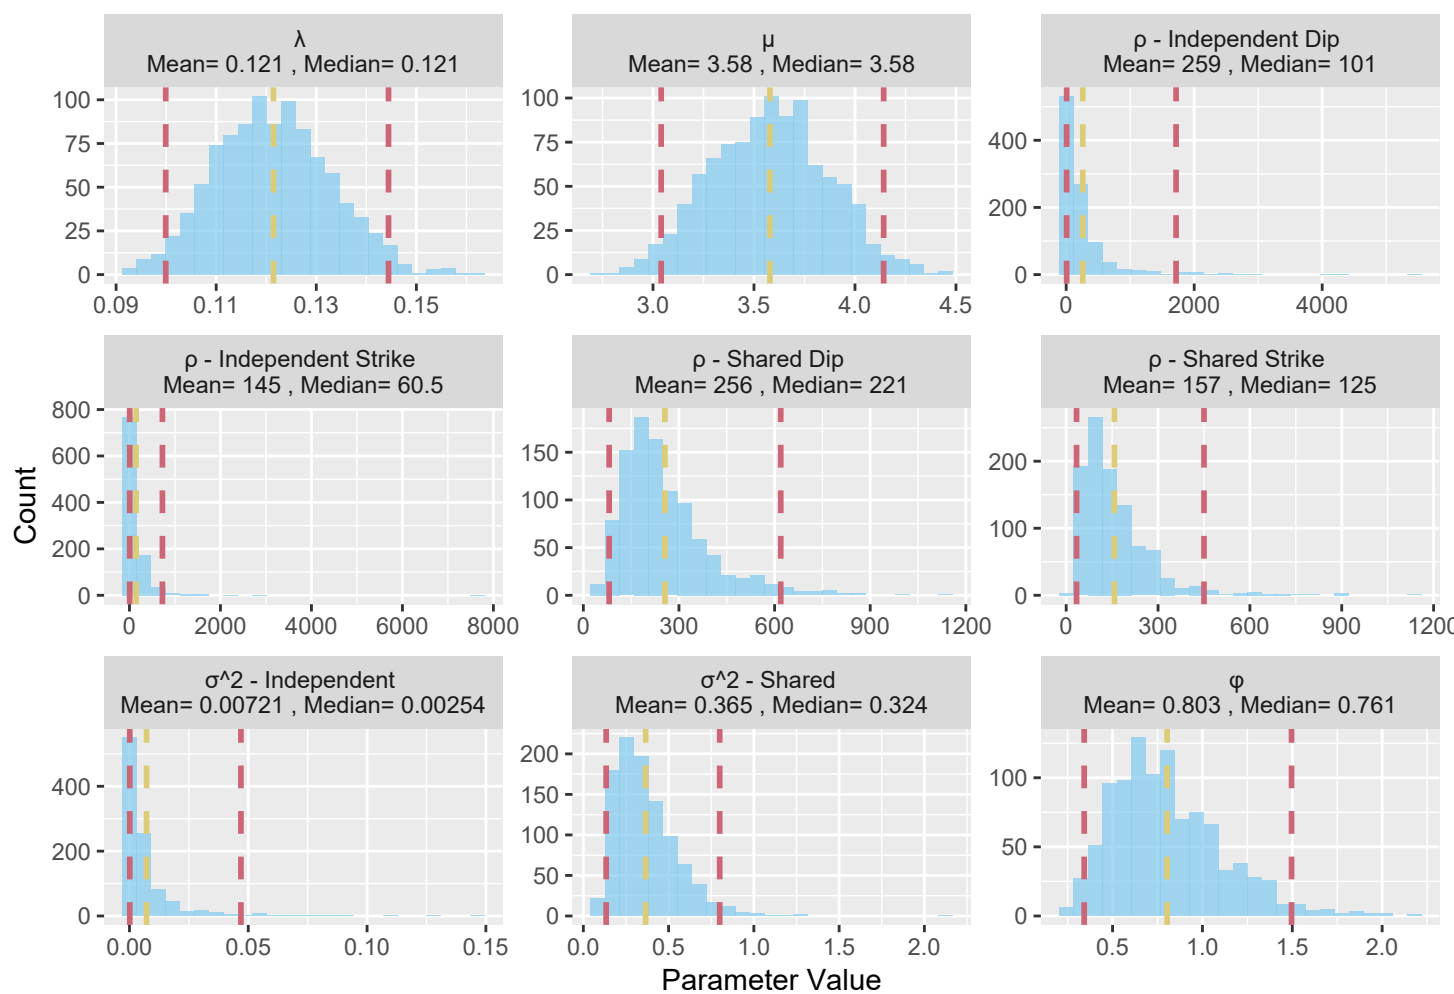 λ
Mean= 0.121 , Median= 0.121
μ
Mean= 3.58 , Median= 3.58
ρ - Independent Dip
Mean= 259 , Median= 101
100
75
50
25
0
0.09 0.11 0.13 0.15
100
75
50
25
0
3.0 3.5 4.0 4.5
400
200
0
0 2000 4000
ρ - Independent Strike
Mean= 145 , Median= 60.5
ρ - Shared Dip
Mean= 256 , Median= 221
ρ - Shared Strike
Mean= 157 , Median= 125
800
600
400
200
0
0 2000 4000 6000 8000
150
100
50
0
0 300 600 900 1200
200
100
0
0 300 600 900 1200
σ^2 - Independent
Mean= 0.00721 , Median= 0.00254
σ^2 - Shared
Mean= 0.365 , Median= 0.324
φ
Mean= 0.803 , Median= 0.761
400
200
0
0.00 0.05 0.10 0.15
200
150
100
50
0
0.0 0.5 1.0 1.5 2.0
100
50
0
0.5 1.0 1.5 2.0
Count
Parameter Value